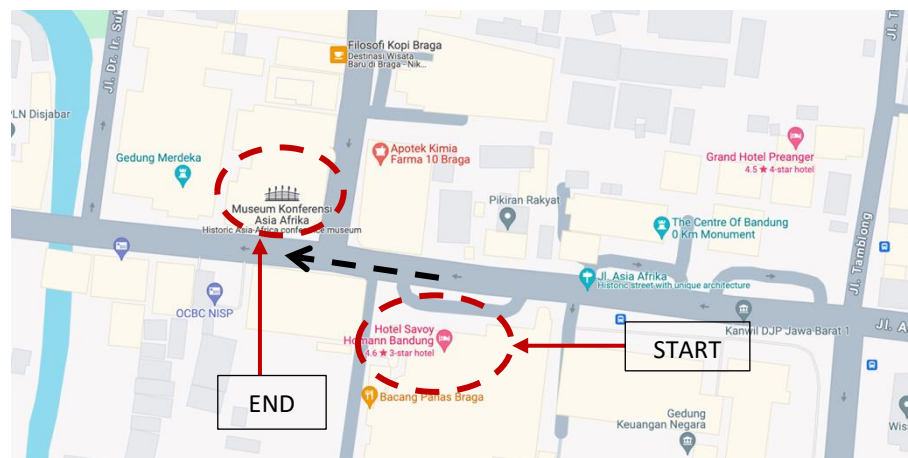 Jl. Dr. Ir. Suk
Filosofi Kopi Braga
Destinasi Wisata
Baru di Braga - Nik...
Jl. T
PLN Disjabar
Gedung Merdeka
Apotek Kimia
Farma 10 Braga
Grand Hotel Preanger
4.5 ★ 4-star hotel
Museum Konferensi
Asia Afrika
Historic Asia-Africa conference museum
Pikiran Rakyat
The Centre Of Bandung
0 Km Monument
Jl. Tamblong
Jl. Asia Afrika
Historic street with unique architecture
OCBC NISP
Hotel Savoy
Homann Bandung
4.6 ★ 3-star hotel
START
Kanwil DJP Jawa Barat 1
Jl. A
END
Bacang Panas Braga
Gedung
Keuangan Negara
Wis